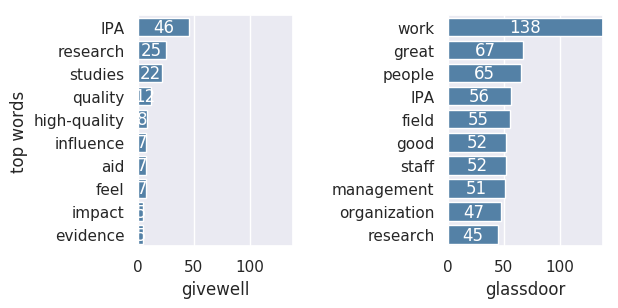 top words
IPA 46
research 25
studies 22
quality 12
high-quality 8
influence 7
aid 7
feel 7
impact
evidence
0 50 100
givewell
work 138
great 67
people 65
IPA 56
field 55
good 52
staff 52
management 51
organization 47
research 45
0 50 100
glassdoor